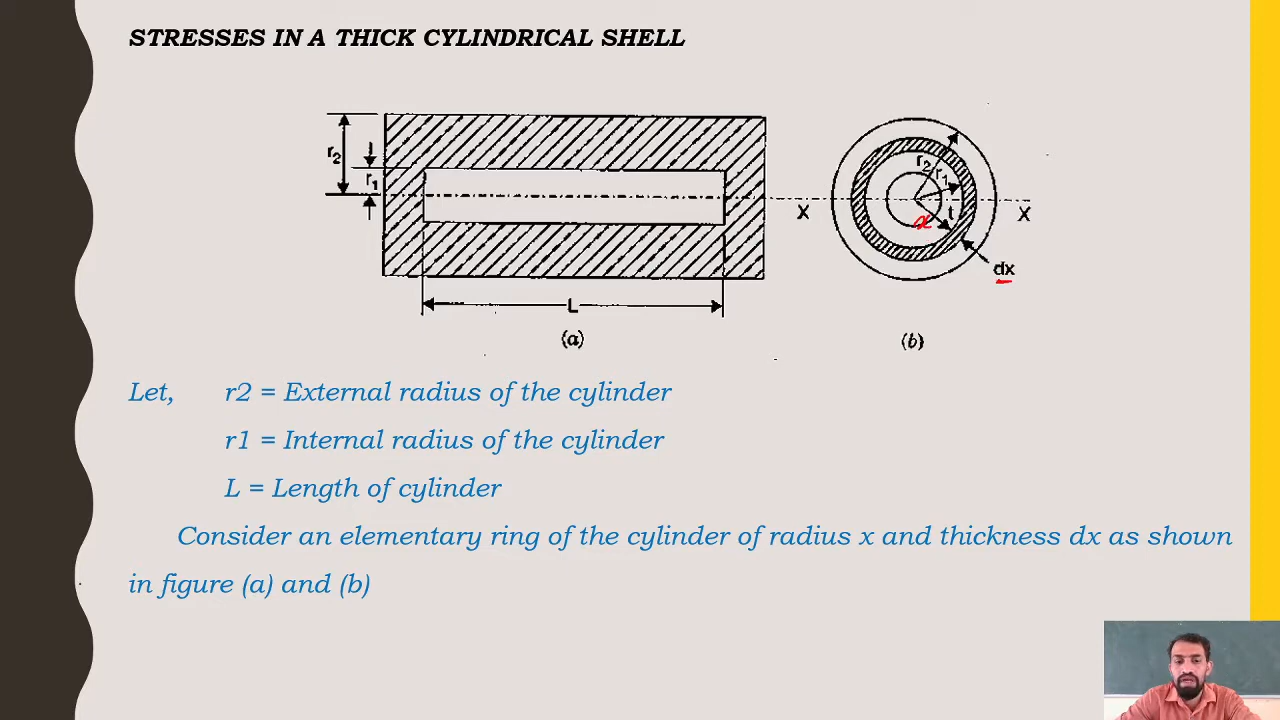 STRESSES IN A THICK CYLINDRICAL SHELL
r2
r1
L
(a)
r2
r1
x
t
X
X
dx
(b)
Let, r2 = External radius of the cylinder
r1 = Internal radius of the cylinder
L = Length of cylinder
Consider an elementary ring of the cylinder of radius x and thickness dx as shown
in figure (a) and (b)